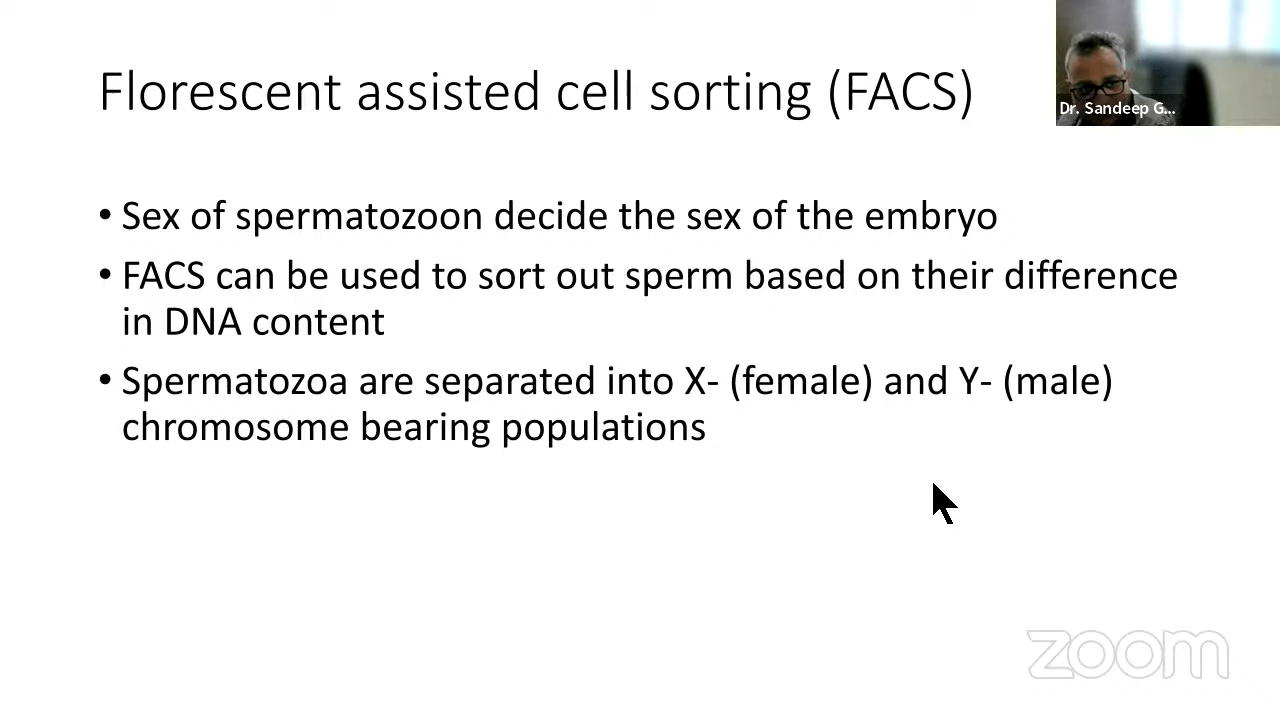 Florescent assisted cell sorting (FACS)
Dr. Sandeep G...
• Sex of spermatozoon decide the sex of the embryo
• FACS can be used to sort out sperm based on their difference
in DNA content
• Spermatozoa are separated into X- (female) and Y- (male)
chromosome bearing populations
zoom